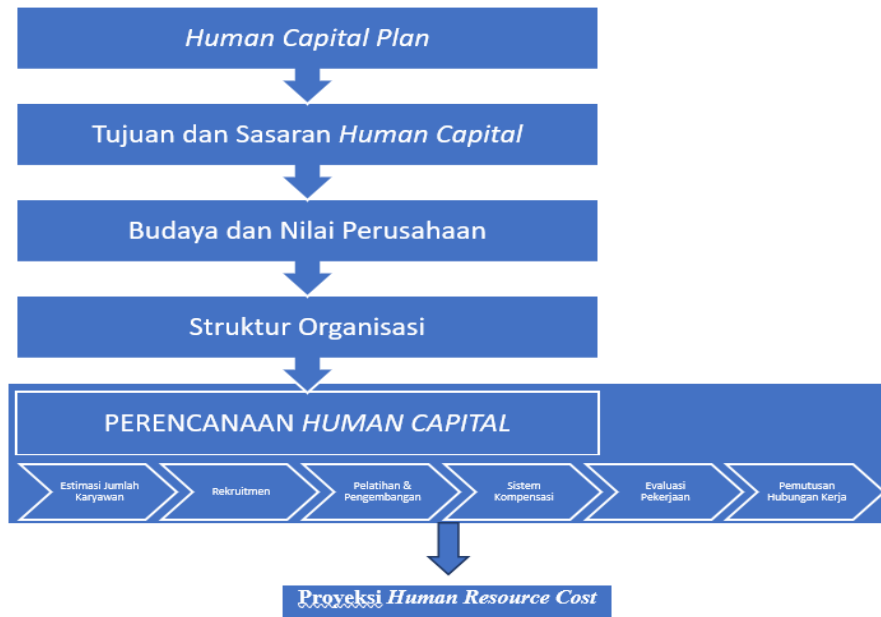 Human Capital Plan
Tujuan dan Sasaran Human Capital
Budaya dan Nilai Perusahaan
Struktur Organisasi
PERENCANAAN HUMAN CAPITAL
Estimasi Jumlah
Karyawan
Rekruitmen
Pelatihan &
Pengembangan
Sistem
Kompensasi
Evaluasi
Pekerjaan
Pemutusan
Hubungan Kerja
Proyeksi Human Resource Cost